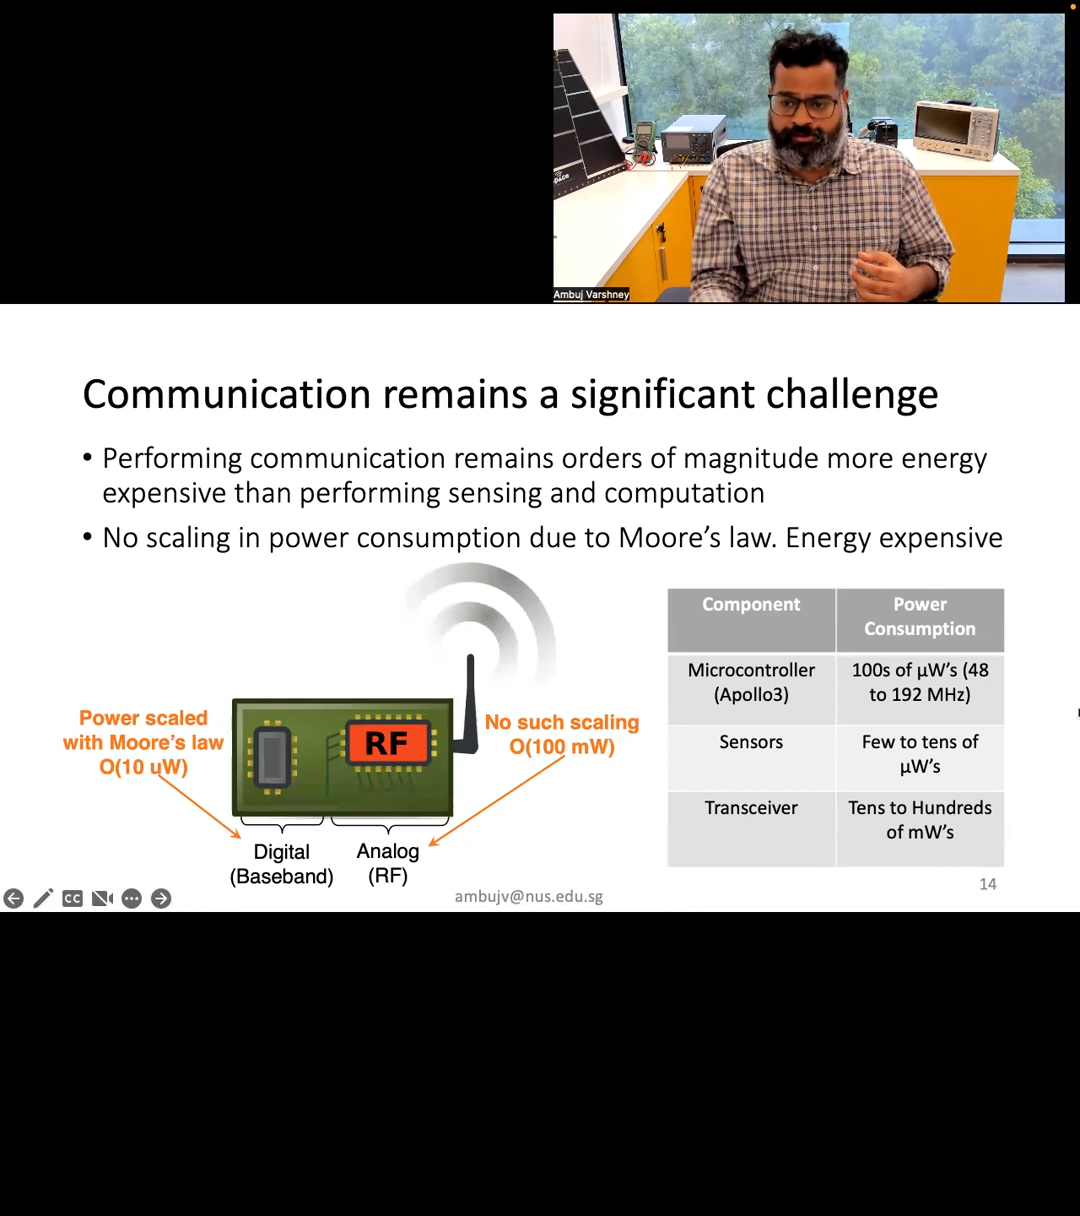 Ambuj Varshney
Communication remains a significant challenge
• Performing communication remains orders of magnitude more energy
expensive than performing sensing and computation
• No scaling in power consumption due to Moore's law. Energy expensive
Power scaled
with Moore's law
O(10 uW)
RF
No such scaling
O(100 mW)
Digital
(Baseband)
Analog
(RF)
Component
Power
Consumption
Microcontroller
(Apollo3)
100s of μW's (48
to 192 MHz)
Sensors
Few to tens of
μW's
Transceiver
Tens to Hundreds
of mW's
CC
ambujv@nus.edu.sg
14